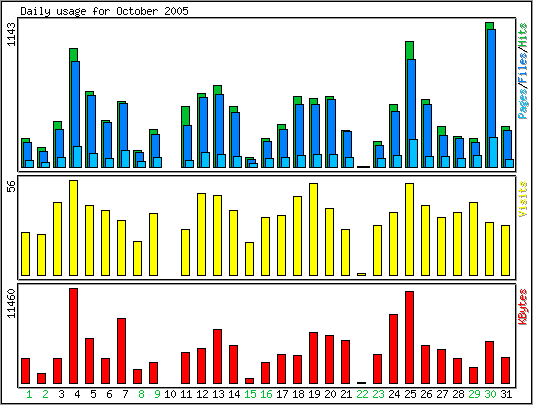 Daily usage for October 2005
1143
Pages/Files/Hits
56
Visits
11460
KBytes
1 2 3 4 5 6 7 8 9 10 11 12 13 14 15 16 17 18 19 20 21 22 23 24 25 26 27 28 29 30 31